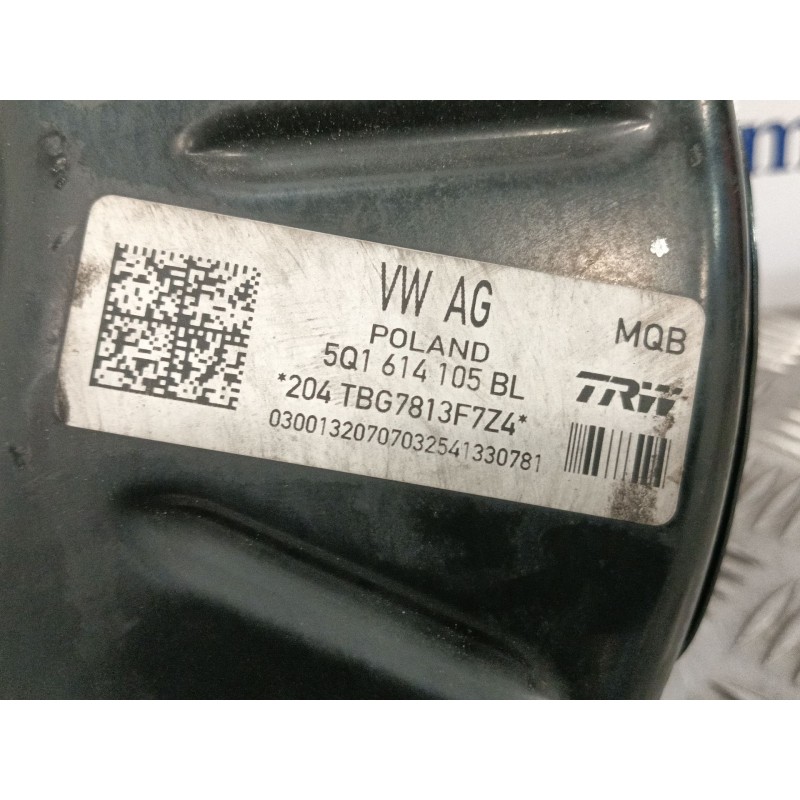 VW AG
POLAND
5Q1 614 105 BL
*204 TBG7813F7Z4*
03001320707032541330781
MQB
TRW
m